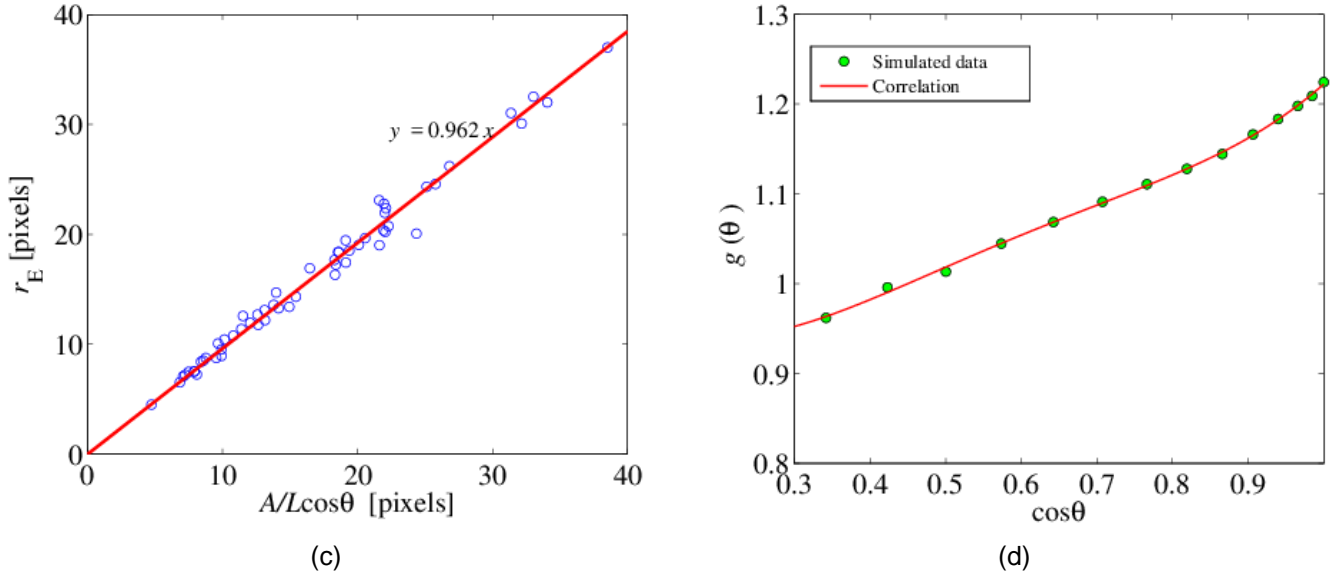 40
30
20
10
0
r_E [pixels]
y = 0.962 x
0 10 20 30 40
A/Lcosθ [pixels]
(c)
1.3
1.2
1.1
1
0.9
0.8
g (θ )
Simulated data
Correlation
0.3 0.4 0.5 0.6 0.7 0.8 0.9
cosθ
(d)